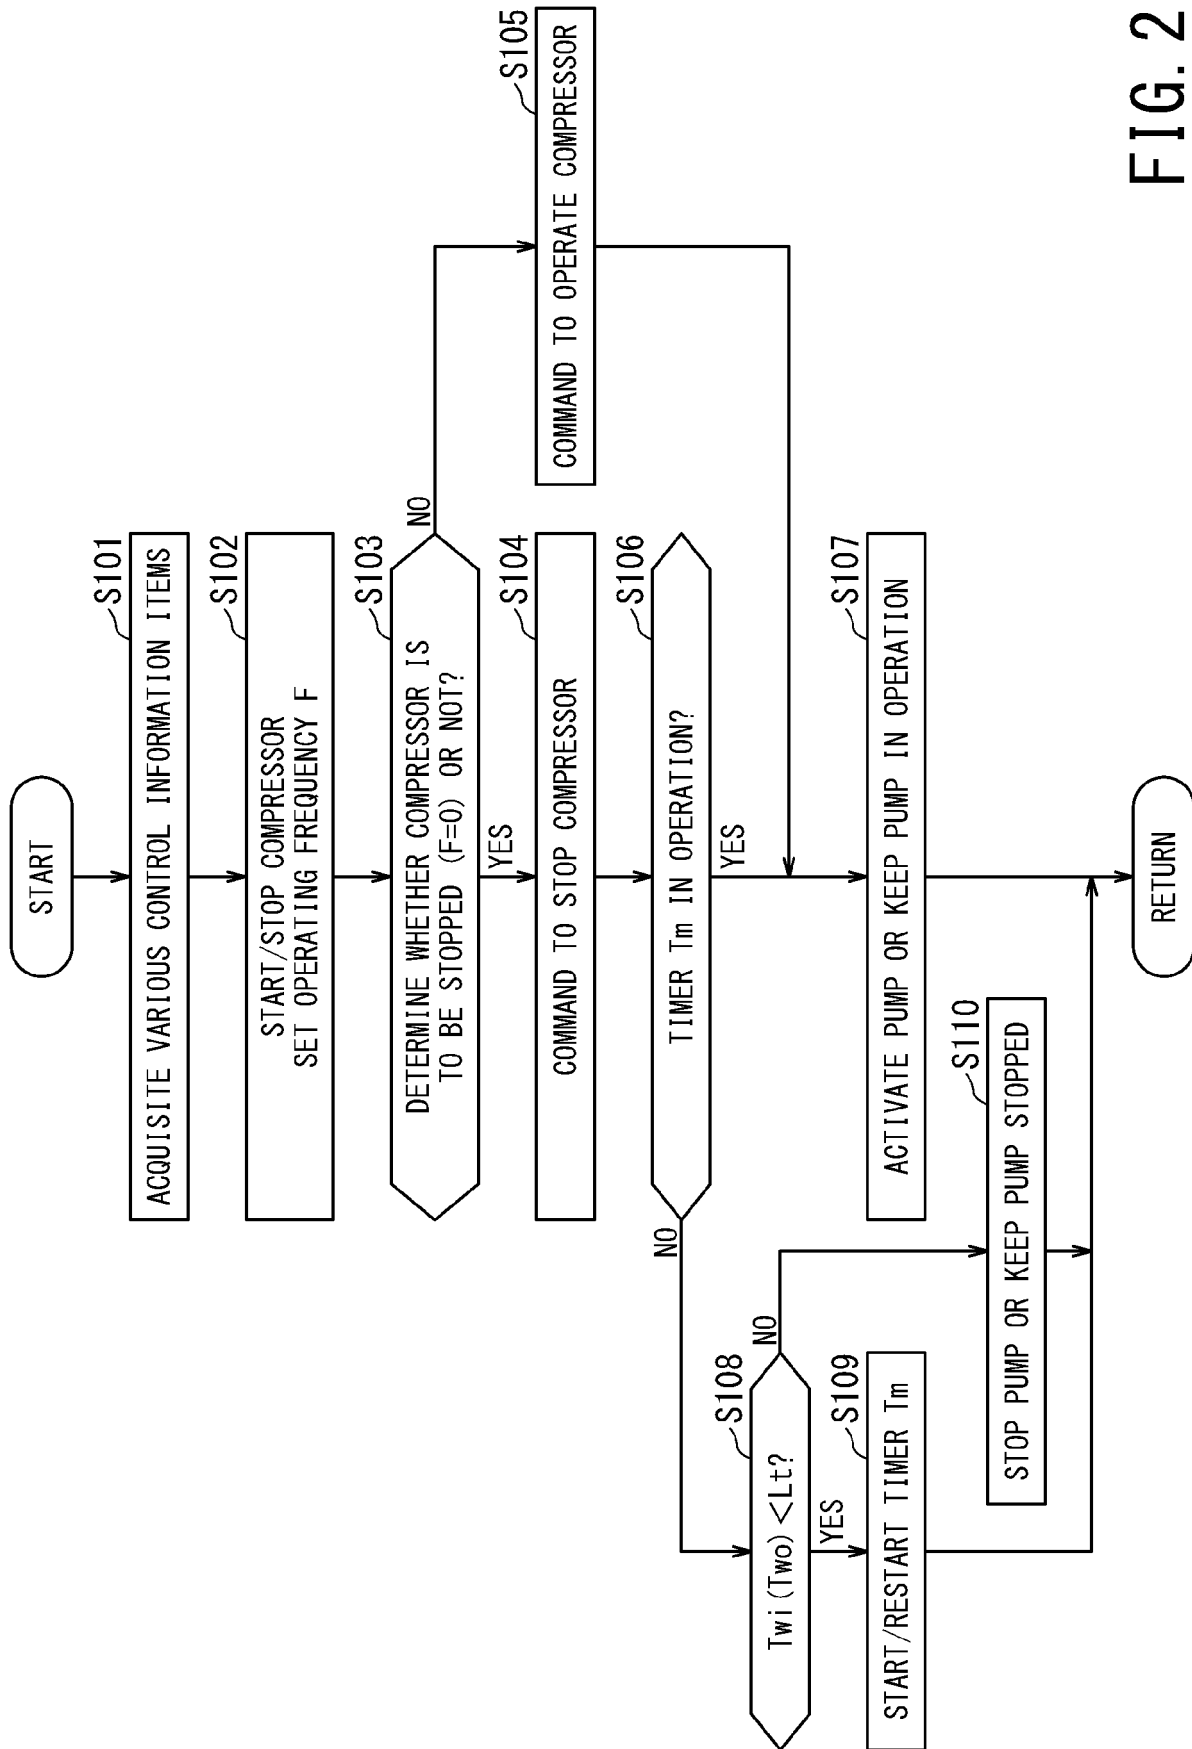 START
S101
ACQUISITE VARIOUS CONTROL INFORMATION ITEMS
S102
START/STOP COMPRESSOR
SET OPERATING FREQUENCY F
S103
DETERMINE WHETHER COMPRESSOR IS
TO BE STOPPED (F=0) OR NOT?
NO
YES
S104
COMMAND TO STOP COMPRESSOR
S105
COMMAND TO OPERATE COMPRESSOR
S106
TIMER Tm IN OPERATION?
NO
YES
S108
Twi(Two)<Lt?
NO
YES
S107
ACTIVATE PUMP OR KEEP PUMP IN OPERATION
S109
START/RESTART TIMER Tm
S110
STOP PUMP OR KEEP PUMP STOPPED
RETURN
FIG. 2